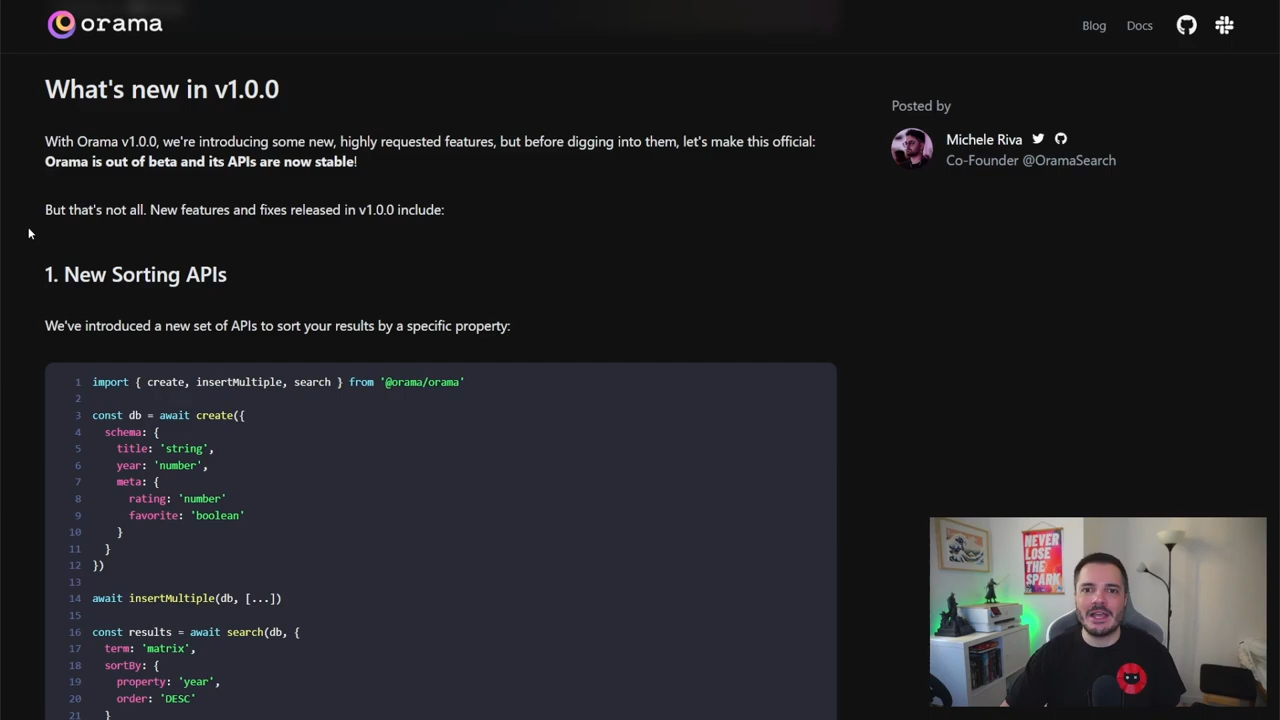 orama
Blog Docs
What's new in v1.0.0
Posted by
With Orama v1.0.0, we're introducing some new, highly requested features, but before digging into them, let's make this official:
Orama is out of beta and its APIs are now stable!
Michele Riva
Co-Founder @OramaSearch
But that's not all. New features and fixes released in v1.0.0 include:
1. New Sorting APIs
We've introduced a new set of APIs to sort your results by a specific property:
1 import { create, insertMultiple, search } from '@orama/orama'
2
3 const db = await create({
4 schema: {
5 title: 'string',
6 year: 'number',
7 meta: {
8 rating: 'number'
9 favorite: 'boolean'
10 }
11 }
12 })
13
14 await insertMultiple(db, [...])
15
16 const results = await search(db, {
17 term: 'matrix',
18 sortBy: {
19 property: 'year',
20 order: 'DESC'
21 }
NEVER
LOSE
THE
SPARK